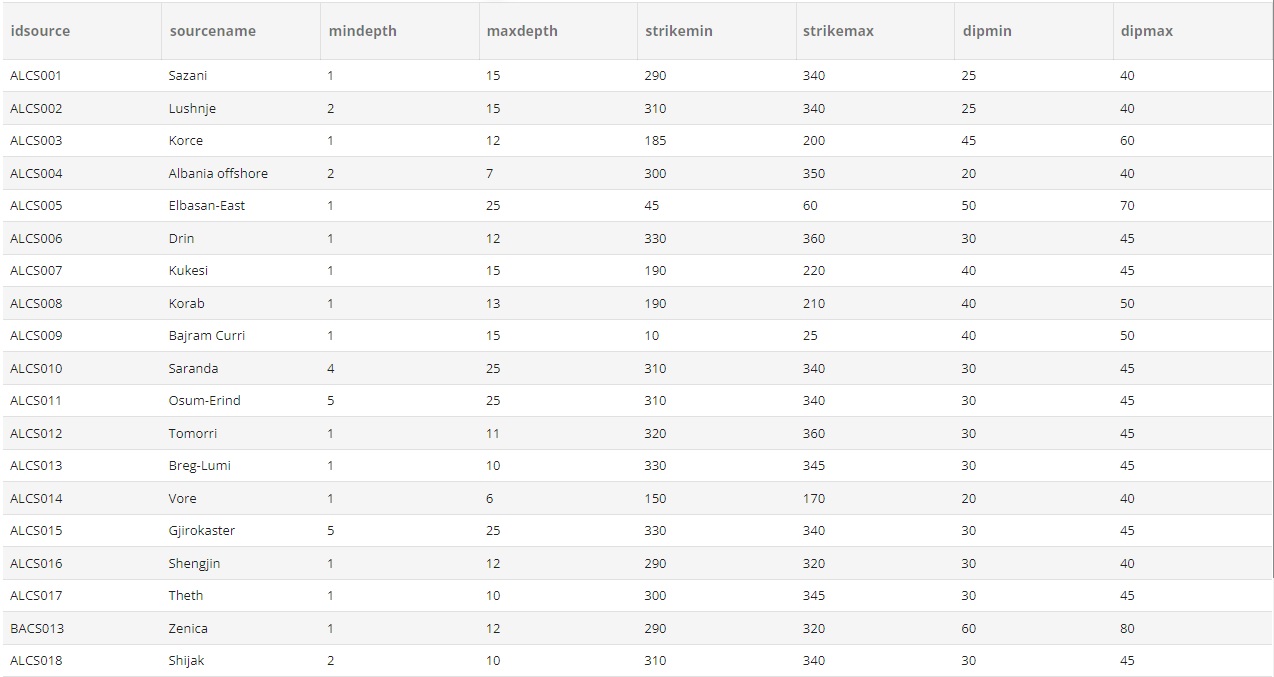 idsource sourcename mindepth maxdepth strikemin strikemax dipmin dipmax
ALCS001 Sazani 1 15 290 340 25 40
ALCS002 Lushnje 2 15 310 340 25 40
ALCS003 Korce 1 12 185 200 45 60
ALCS004 Albania offshore 2 7 300 350 20 40
ALCS005 Elbasan-East 1 25 45 60 50 70
ALCS006 Drin 1 12 330 360 30 45
ALCS007 Kukesi 1 15 190 220 40 45
ALCS008 Korab 1 13 190 210 40 50
ALCS009 Bajram Curri 1 15 10 25 40 50
ALCS010 Saranda 4 25 310 340 30 45
ALCS011 Osum-Erind 5 25 310 340 30 45
ALCS012 Tomorri 1 11 320 360 30 45
ALCS013 Breg-Lumi 1 10 330 345 30 45
ALCS014 Vore 1 6 150 170 20 40
ALCS015 Gjirokaster 5 25 330 340 30 45
ALCS016 Shengjin 1 12 290 320 30 40
ALCS017 Theth 1 10 300 345 30 45
BACS013 Zenica 1 12 290 320 60 80
ALCS018 Shijak 2 10 310 340 30 45